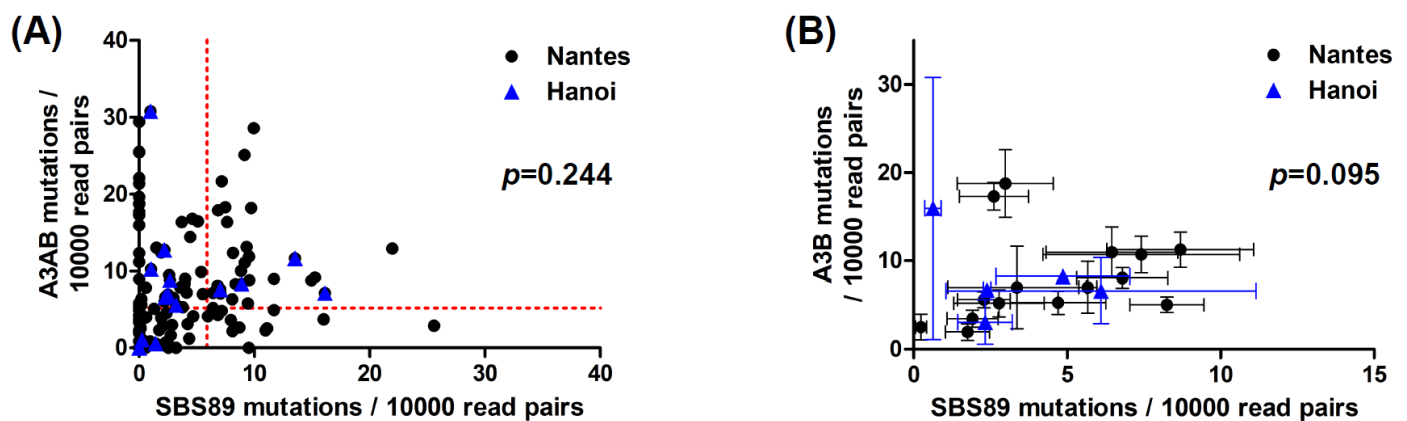 (A)
A3AB mutations /
10000 read pairs
40
30
20
10
0
0 10 20 30 40
SBS89 mutations / 10000 read pairs
Nantes
Hanoi
p=0.244
(B)
A3B mutations
/ 10000 read pairs
30
20
10
0
0 5 10 15
SBS89 mutations / 10000 read pairs
Nantes
Hanoi
p=0.095